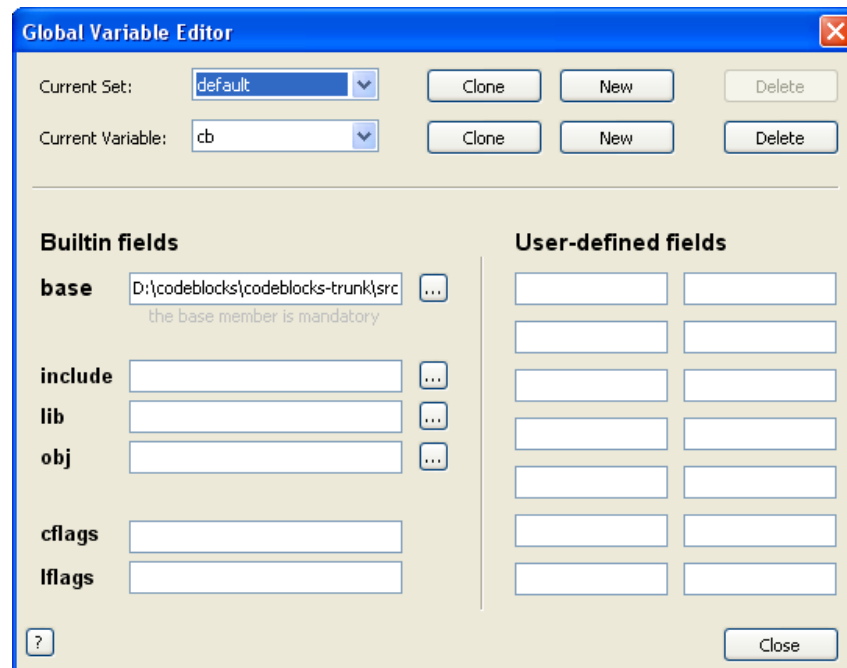 Global Variable Editor
Current Set: default Clone New Delete
Current Variable: cb Clone New Delete
Builtin fields User-defined fields
base D:\codeblocks\codeblocks-trunk\src ...
the base member is mandatory
include ...
lib ...
obj ...
cflags
lflags
? Close